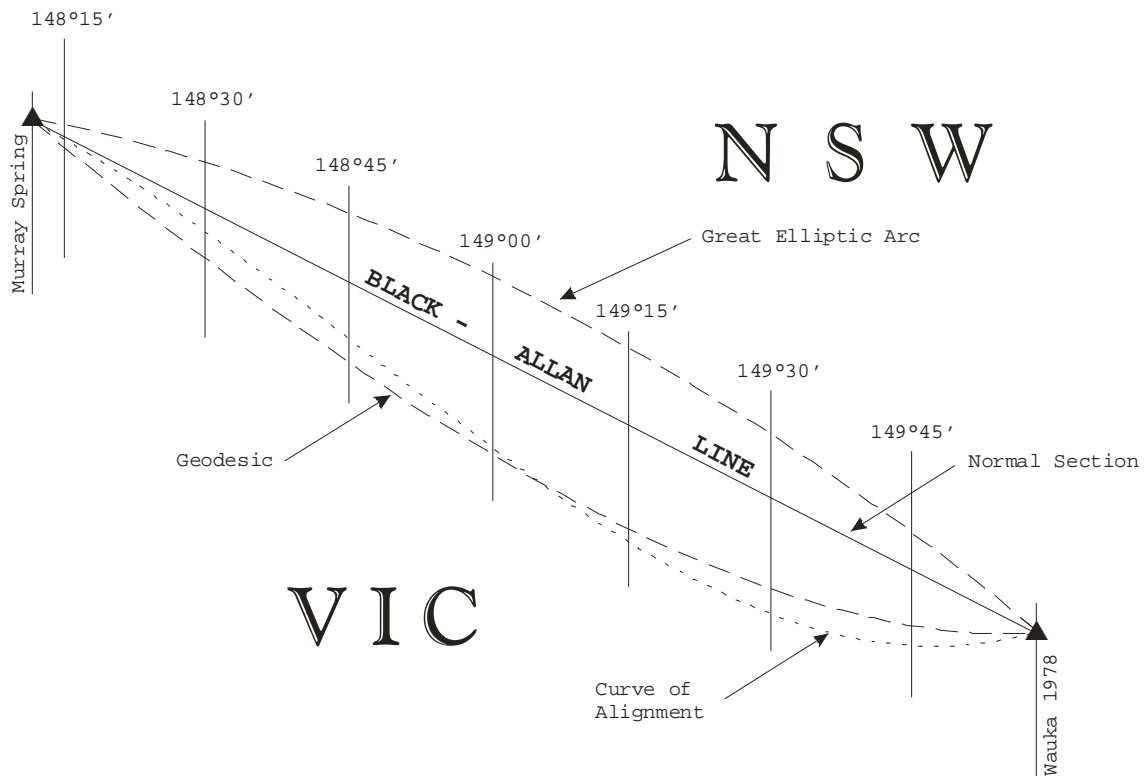 148°15’
148°30’
148°45’
149°00’
149°15’
149°30’
149°45’
N S W
Great Elliptic Arc
Murray Spring
BLACK - ALLAN LINE
Geodesic
Normal Section
VIC
Curve of
Alignment
Wauka 1978